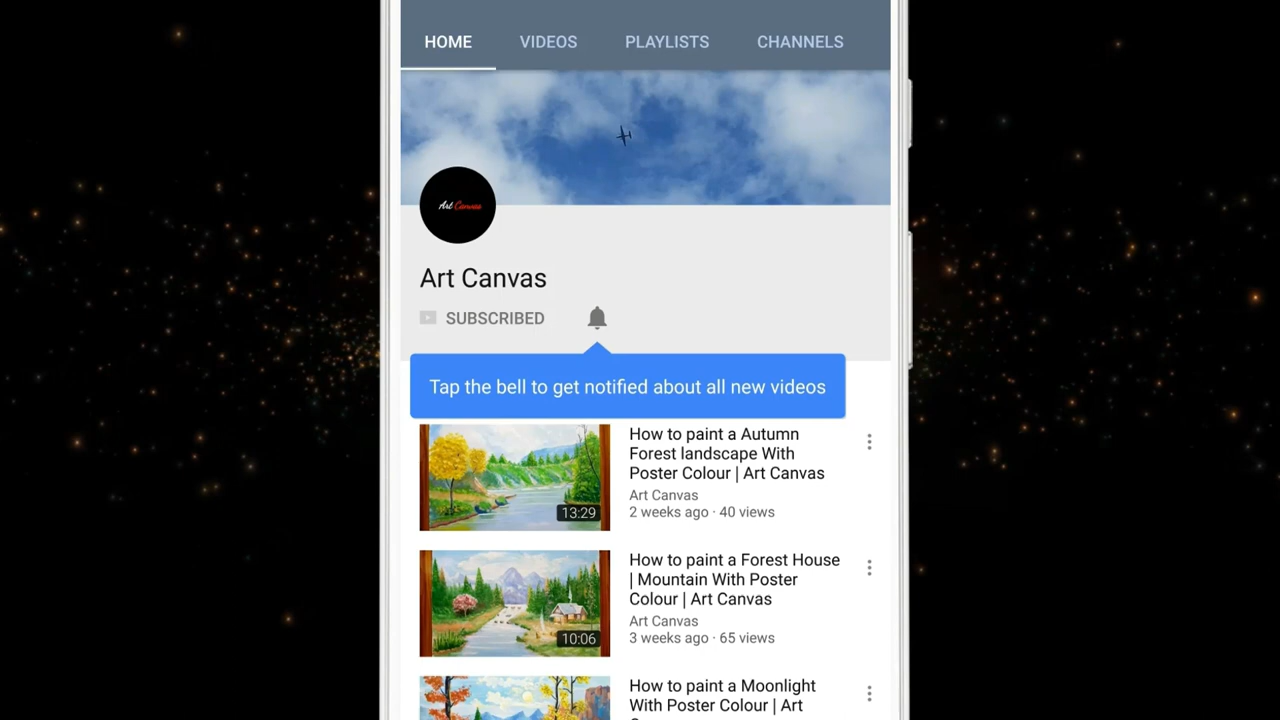 HOME VIDEOS PLAYLISTS CHANNELS
Art Canvas
Art Canvas
SUBSCRIBED
Tap the bell to get notified about all new videos
How to paint a Autumn
Forest landscape With
Poster Colour | Art Canvas
Art Canvas
2 weeks ago · 40 views
13:29
How to paint a Forest House
| Mountain With Poster
Colour | Art Canvas
Art Canvas
3 weeks ago · 65 views
10:06
How to paint a Moonlight
With Poster Colour | Art